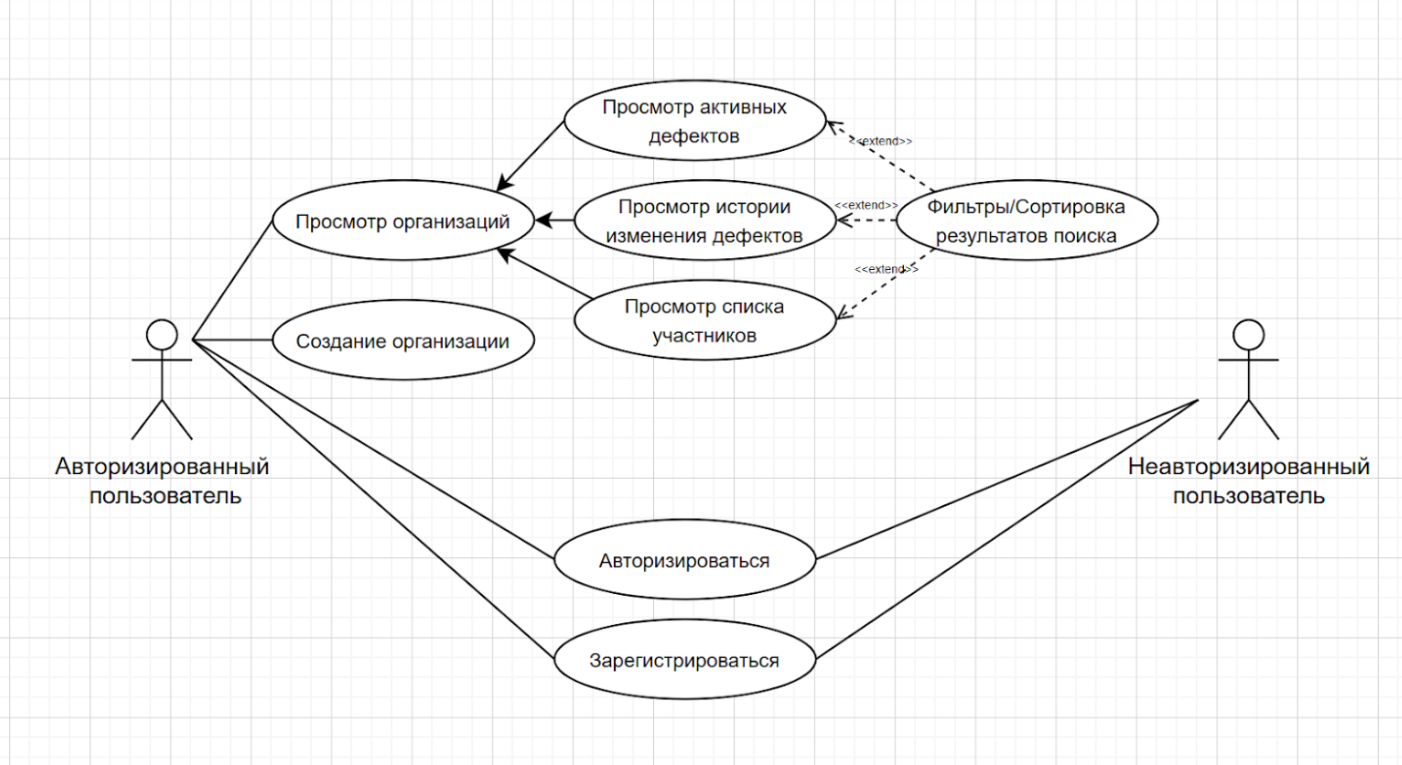 Просмотр активных
дефектов
<<extend>>
Просмотр организаций
Просмотр истории
изменения дефектов
<<extend>>
Фильтры/Сортировка
результатов поиска
<<extend>>
Просмотр списка
участников
Создание организации
Авторизированный
пользователь
Неавторизированный
пользователь
Авторизироваться
Зарегистрироваться